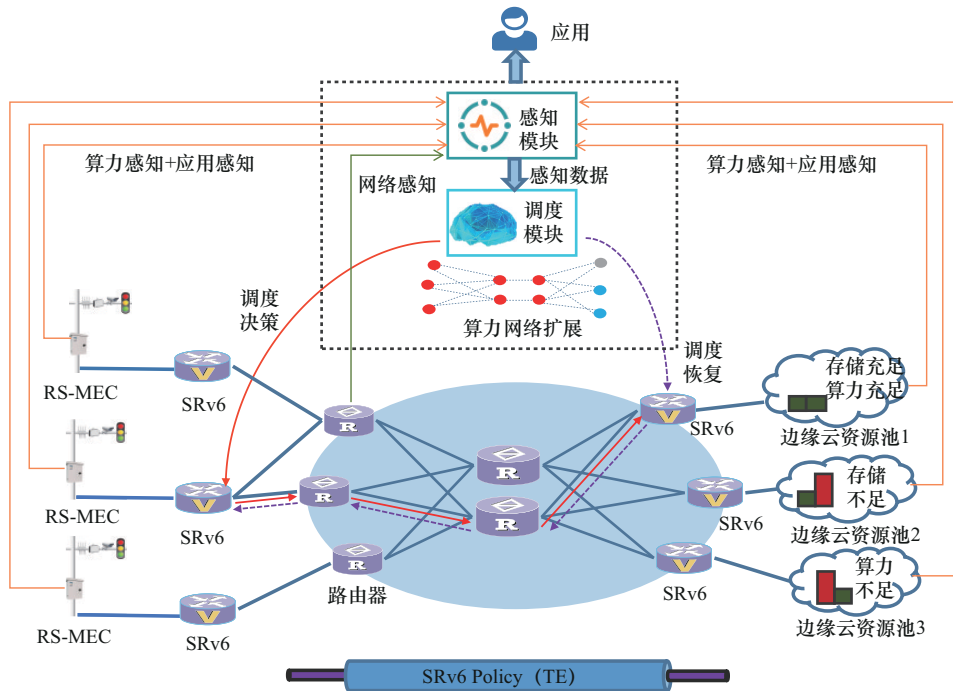 应用
感知
模块
算力感知+应用感知
网络感知
感知数据
算力感知+应用感知
调度
模块
调度
决策
算力网络扩展
调度
恢复
RS-MEC
SRv6
R
SRv6
存储充足
算力充足
边缘云资源池1
R
RS-MEC
SRv6
R
R
SRv6
存储
不足
边缘云资源池2
RS-MEC
SRv6
R
路由器
SRv6
算力
不足
边缘云资源池3
SRv6 Policy（TE）